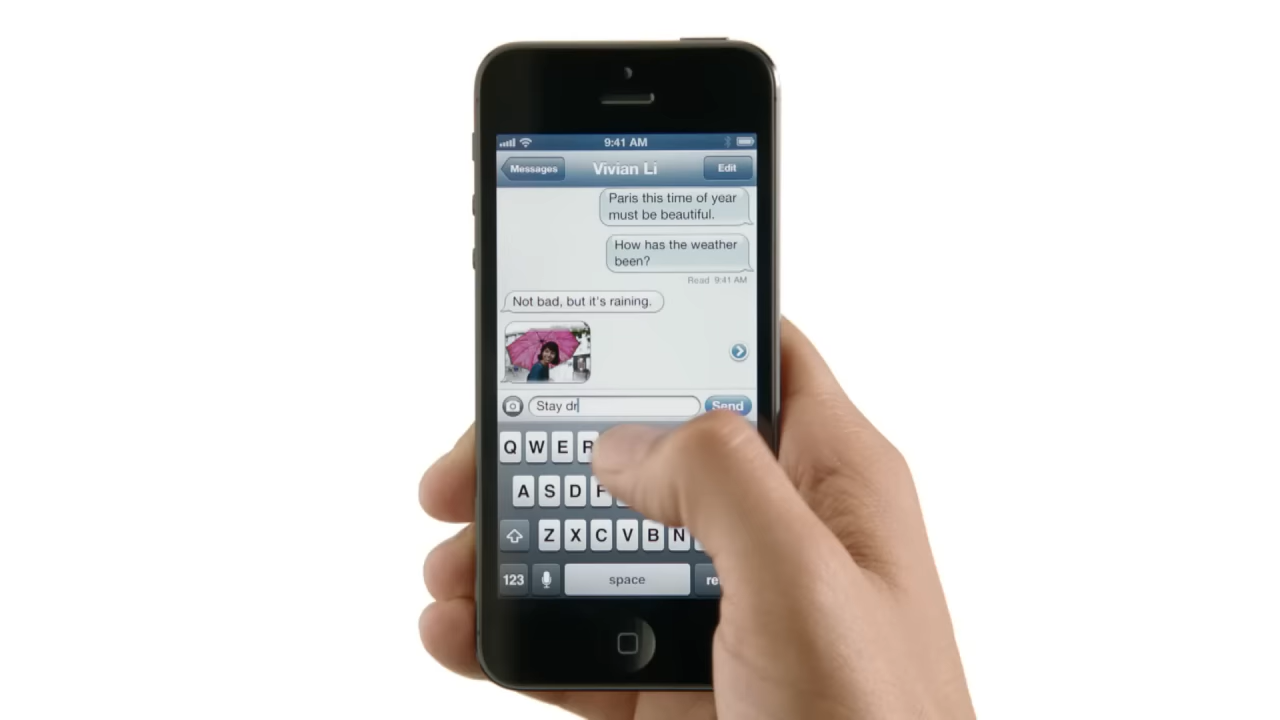 9:41 AM
Messages
Vivian Li
Edit
Paris this time of year
must be beautiful.
How has the weather
been?
Read 9:41 AM
Not bad, but it's raining.
Stay dr
Send
Q W E R
A S D F
Z X C V B N
123
space